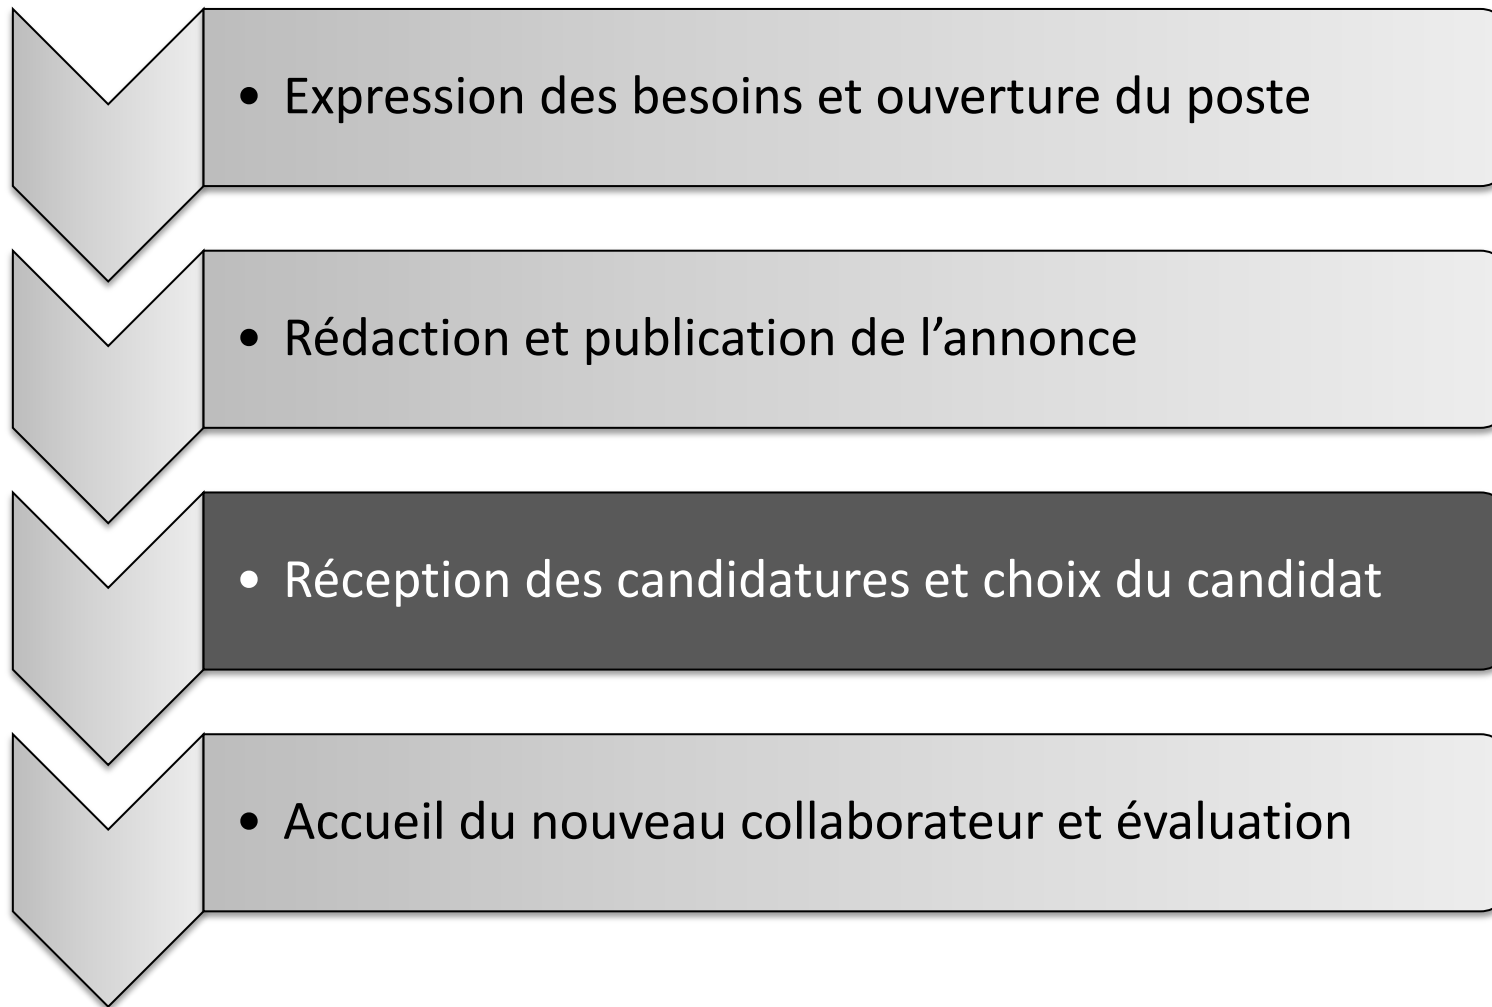 • Expression des besoins et ouverture du poste
• Rédaction et publication de l’annonce
• Réception des candidatures et choix du candidat
• Accueil du nouveau collaborateur et évaluation